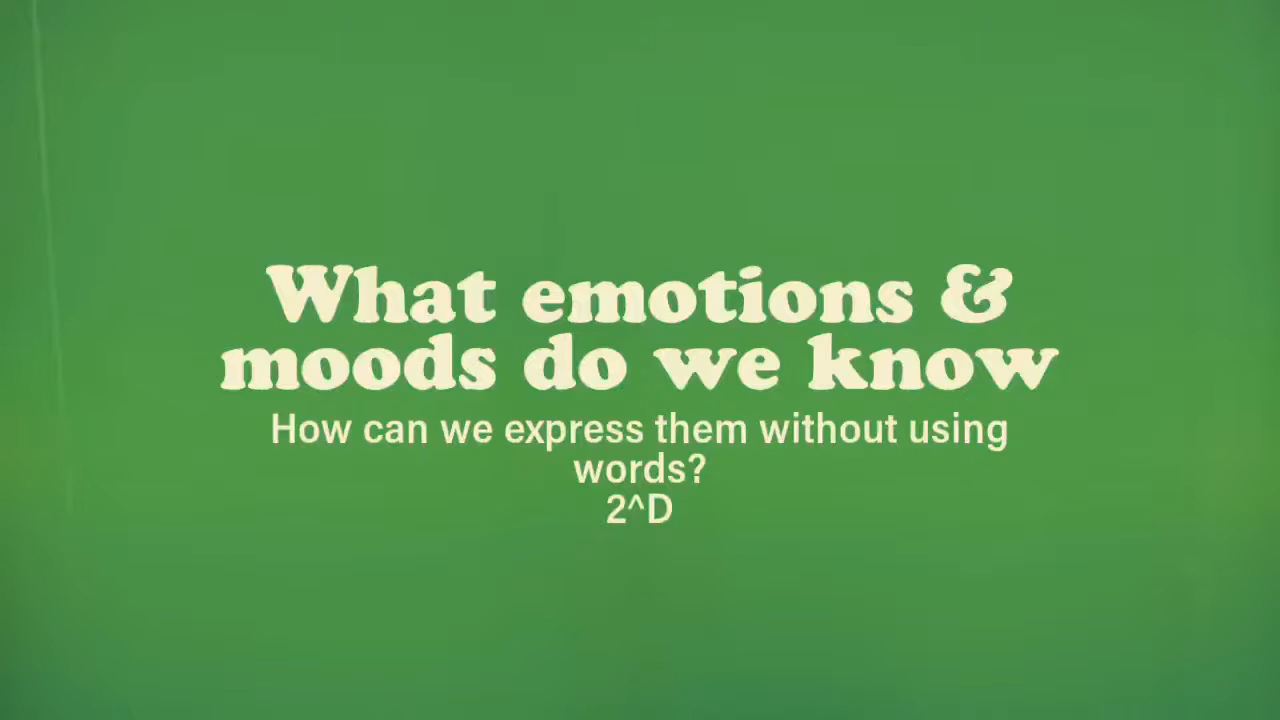 What emotions &
moods do we know
How can we express them without using
words?
2^D